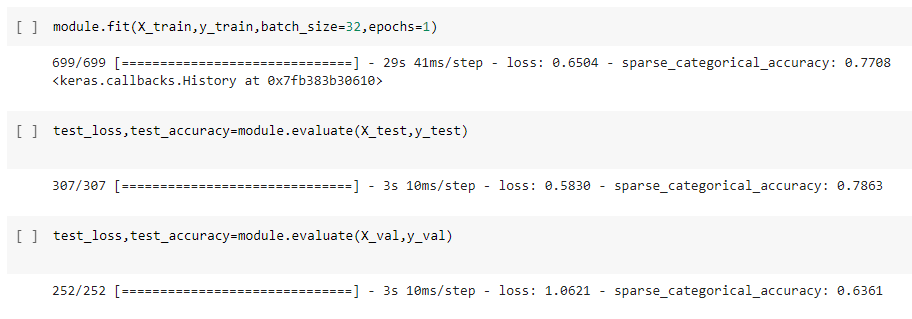 [ ] module.fit(X_train,y_train,batch_size=32,epochs=1)
699/699 [==============================] - 29s 41ms/step - loss: 0.6504 - sparse_categorical_accuracy: 0.7708
<keras.callbacks.History at 0x7fb383b30610>
[ ] test_loss,test_accuracy=module.evaluate(X_test,y_test)
307/307 [==============================] - 3s 10ms/step - loss: 0.5830 - sparse_categorical_accuracy: 0.7863
[ ] test_loss,test_accuracy=module.evaluate(X_val,y_val)
252/252 [==============================] - 3s 10ms/step - loss: 1.0621 - sparse_categorical_accuracy: 0.6361